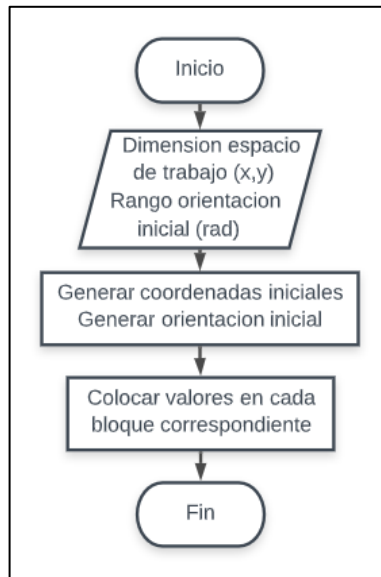 Inicio
Dimension espacio
de trabajo (x,y)
Rango orientacion
inicial (rad)
Generar coordenadas iniciales
Generar orientacion inicial
Colocar valores en cada
bloque correspondiente
Fin